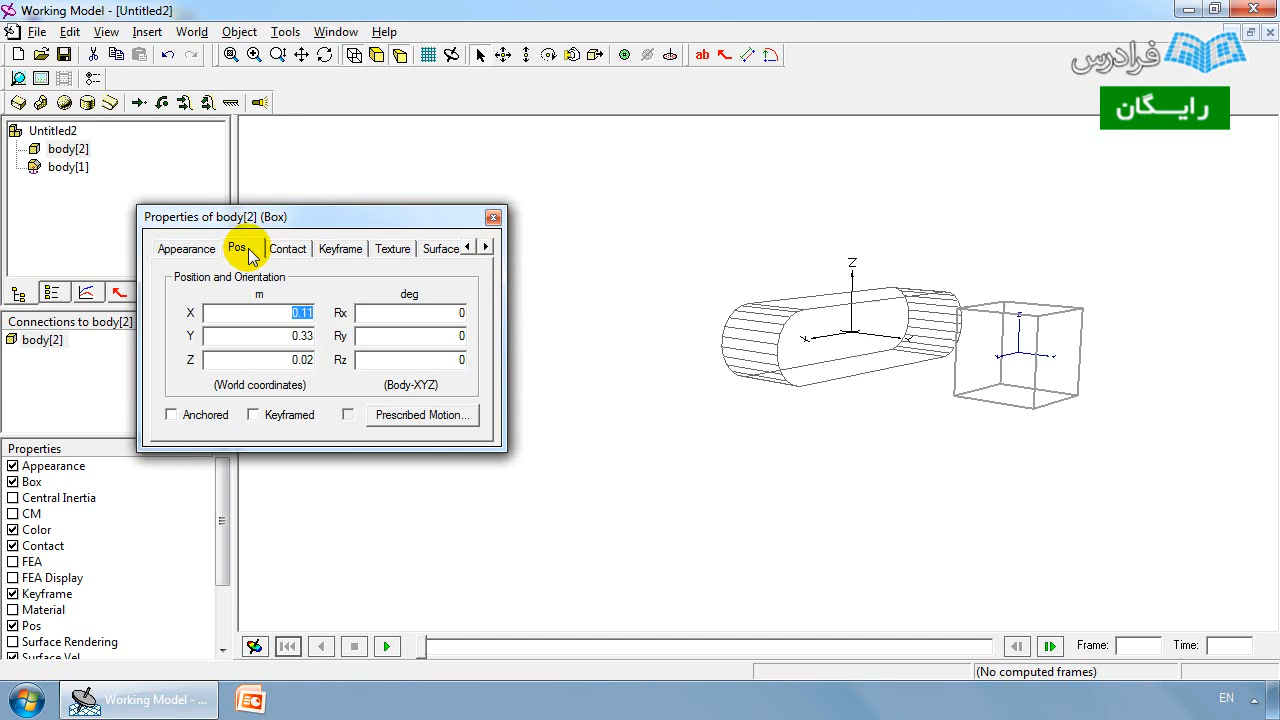 Working Model - [Untitled2]
File Edit View Insert World Object Tools Window Help
ab
فرادرس
رایگان
Untitled2
body[2]
body[1]
Connections to body[2]
body[2]
Properties
Appearance
Box
Central Inertia
CM
Color
Contact
FEA
FEA Display
Keyframe
Material
Pos
Surface Rendering
Surface Vel
Properties of body[2] (Box)
Appearance Pos Contact Keyframe Texture Surface
Position and Orientation
m deg
X 0.11 Rx 0
Y 0.33 Ry 0
Z 0.02 Rz 0
(World coordinates) (Body-XYZ)
Anchored Keyframed Prescribed Motion...
Z
z
Frame: Time:
(No computed frames)
Working Model - ...
EN